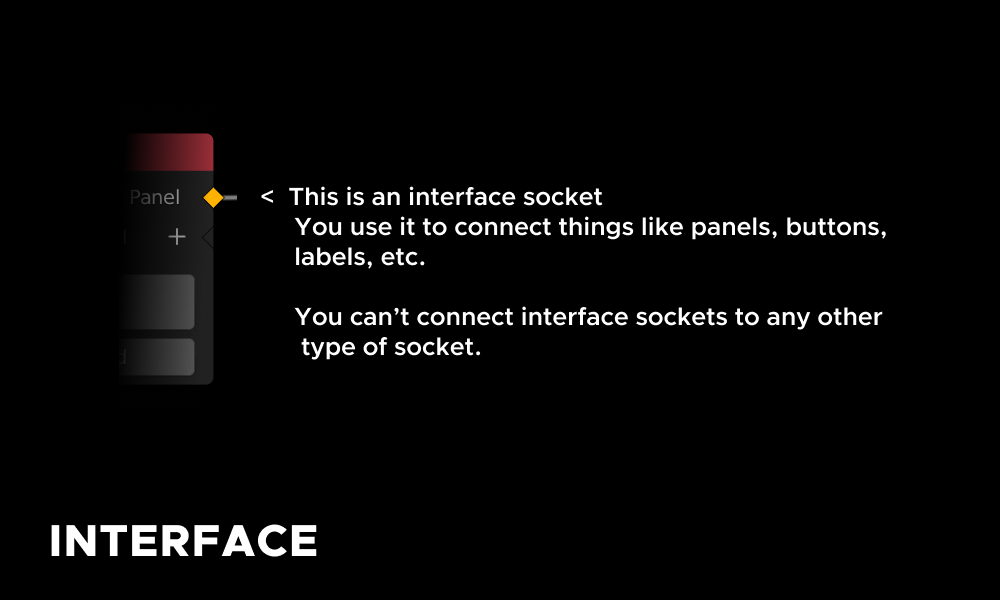 Panel
+
< This is an interface socket
You use it to connect things like panels, buttons,
labels, etc.
You can’t connect interface sockets to any other
type of socket.
INTERFACE